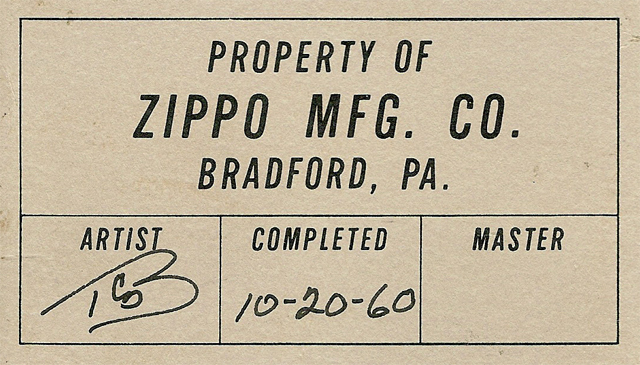 PROPERTY OF
ZIPPO MFG. CO.
BRADFORD, PA.
ARTIST COMPLETED MASTER
10-20-60